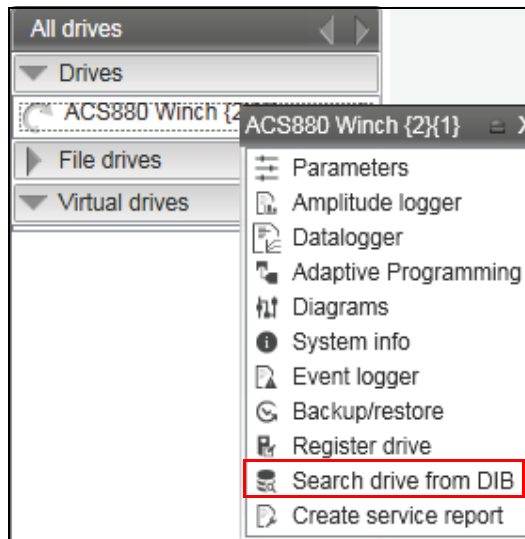 All drives
Drives
ACS880 Winch {2
File drives
Virtual drives
ACS880 Winch {2}{1}
Parameters
Amplitude logger
Datalogger
Adaptive Programming
Diagrams
System info
Event logger
Backup/restore
Register drive
Search drive from DIB
Create service report